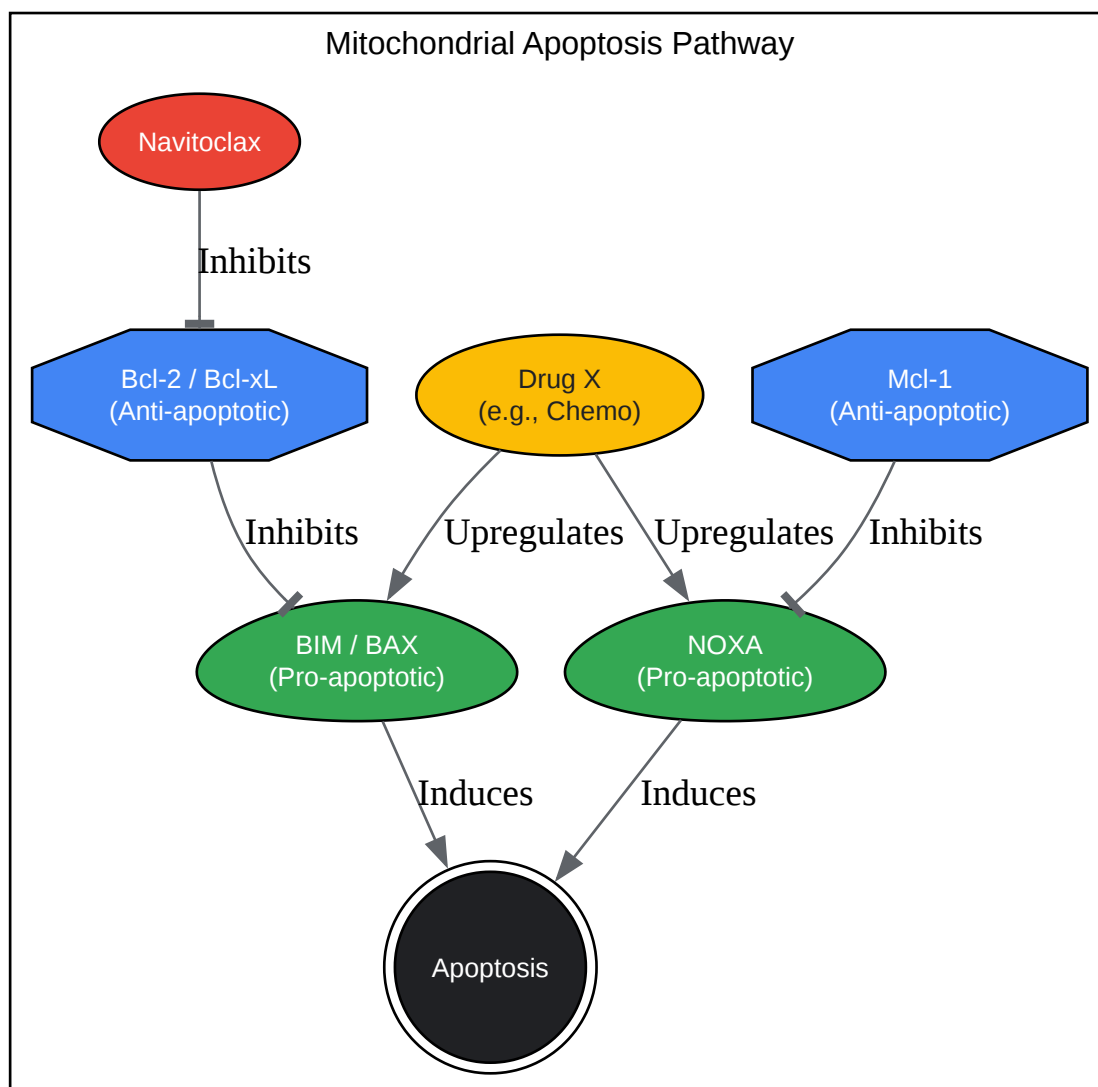 Mitochondrial Apoptosis Pathway
Navitoclax
Inhibits
Bcl-2 / Bcl-xL
(Anti-apoptotic)
Drug X
(e.g., Chemo)
Mcl-1
(Anti-apoptotic)
Inhibits
Upregulates
Upregulates
Inhibits
BIM / BAX
(Pro-apoptotic)
NOXA
(Pro-apoptotic)
Induces
Induces
Apoptosis